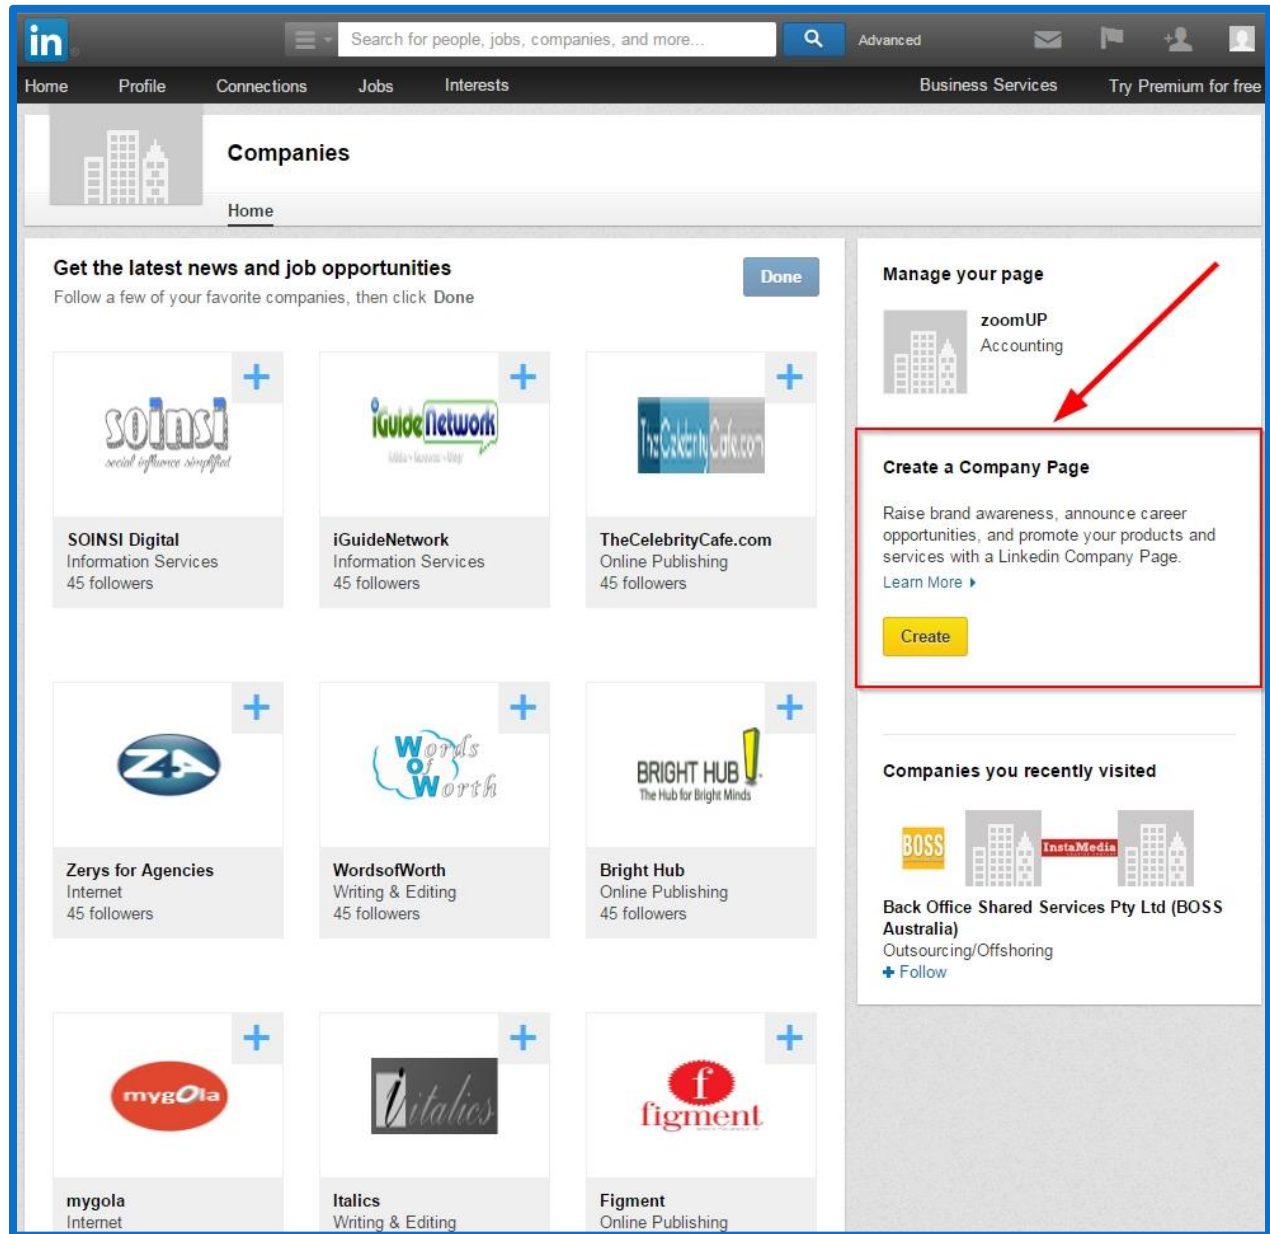 in
Search for people, jobs, companies, and more...
Advanced
Home Profile Connections Jobs Interests Business Services Try Premium for free
Companies
Home
Get the latest news and job opportunities
Follow a few of your favorite companies, then click Done
Done
soinsi
social influence simplified
SOINSI Digital
Information Services
45 followers
iGuide Network
iGuideNetwork
Information Services
45 followers
TheCelebrityCafe.com
TheCelebrityCafe.com
Online Publishing
45 followers
Z4A
Zerys for Agencies
Internet
45 followers
Words
Of
Worth
WordsofWorth
Writing & Editing
45 followers
BRIGHT HUB
The Hub for Bright Minds
Bright Hub
Online Publishing
45 followers
mygola
mygola
Internet
i italics
Italics
Writing & Editing
f
figment
Figment
Online Publishing
Manage your page
zoomUP
Accounting
Create a Company Page
Raise brand awareness, announce career
opportunities, and promote your products and
services with a Linkedin Company Page.
Learn More
Create
Companies you recently visited
BOSS
InstaMedia
Back Office Shared Services Pty Ltd (BOSS
Australia)
Outsourcing/Offshoring
Follow